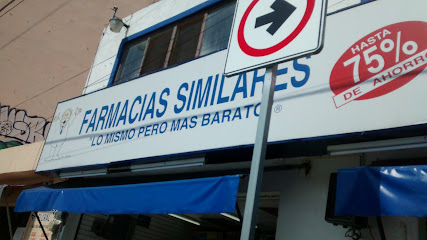 FARMACIAS SIMILARES
LO MISMO PERO MAS BARATO ®
HASTA
75%
DE AHORRO